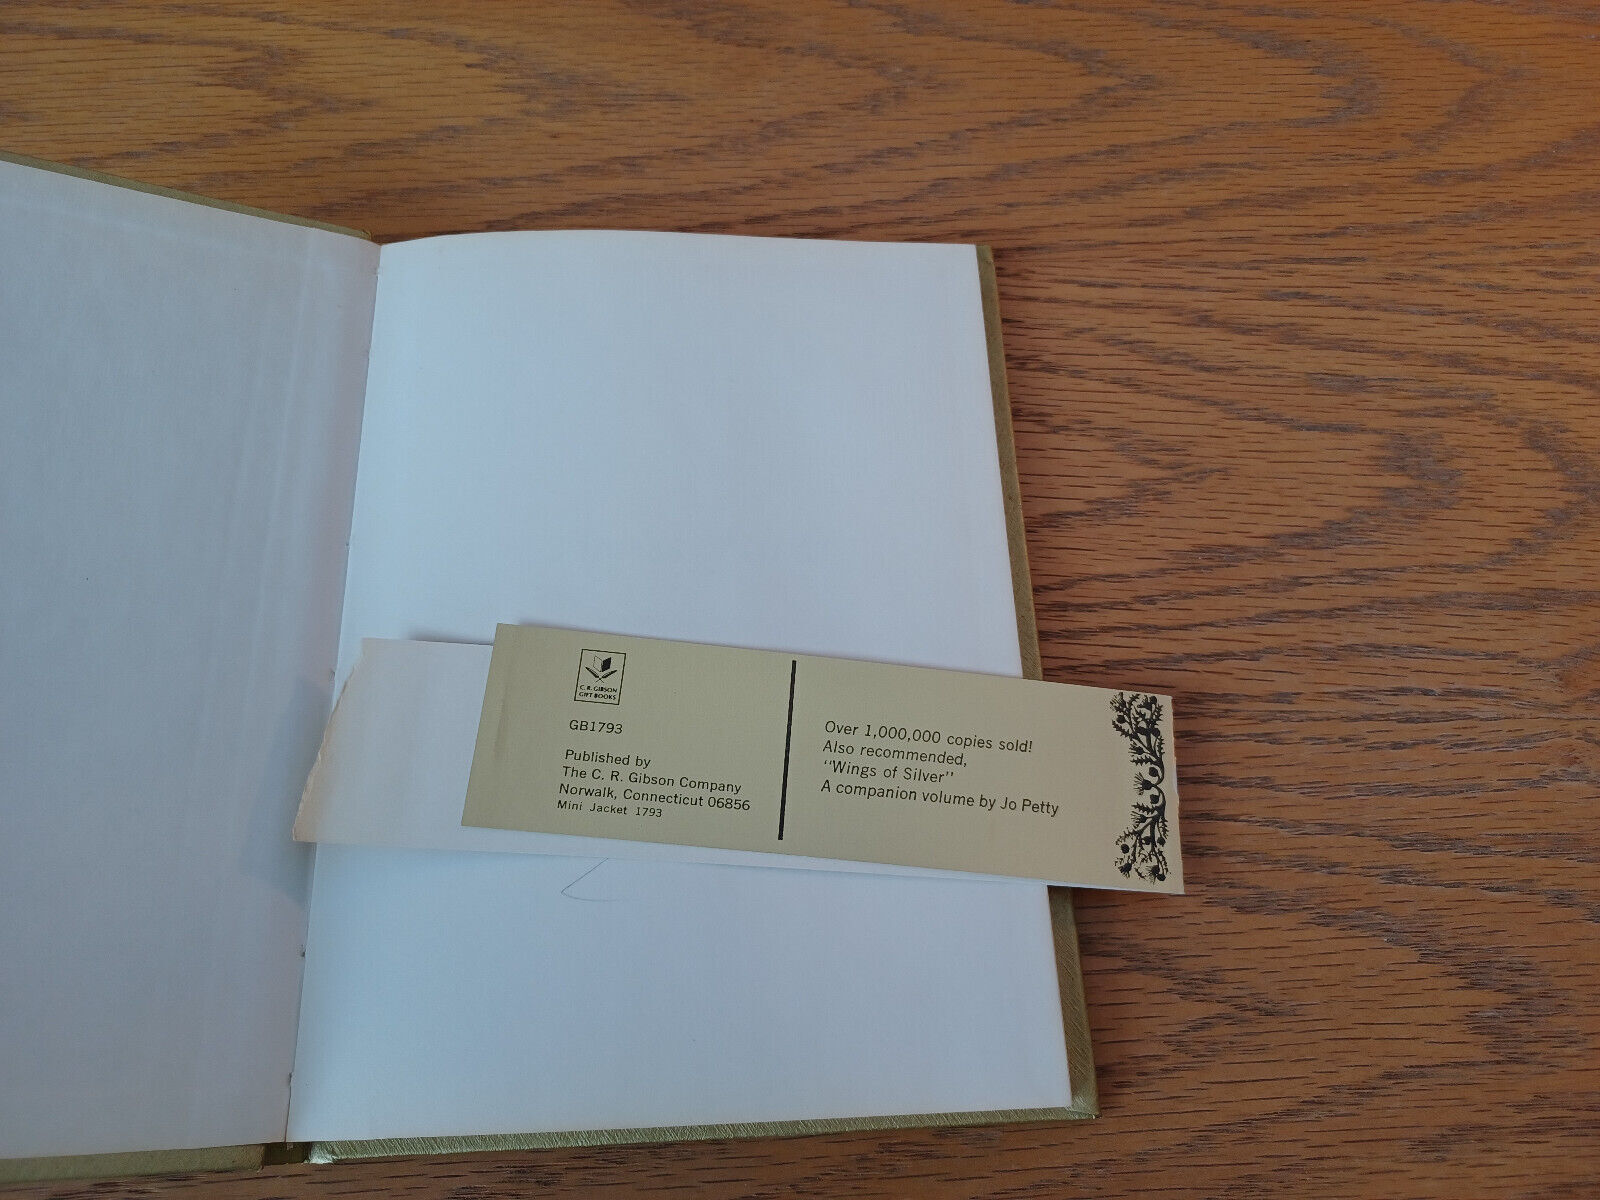 C. R. GIBSON
GIFT BOOKS
GB1793
Published by
The C. R. Gibson Company
Norwalk, Connecticut 06856
Mini Jacket 1793
Over 1,000,000 copies sold!
Also recommended,
"Wings of Silver"
A companion volume by Jo Petty